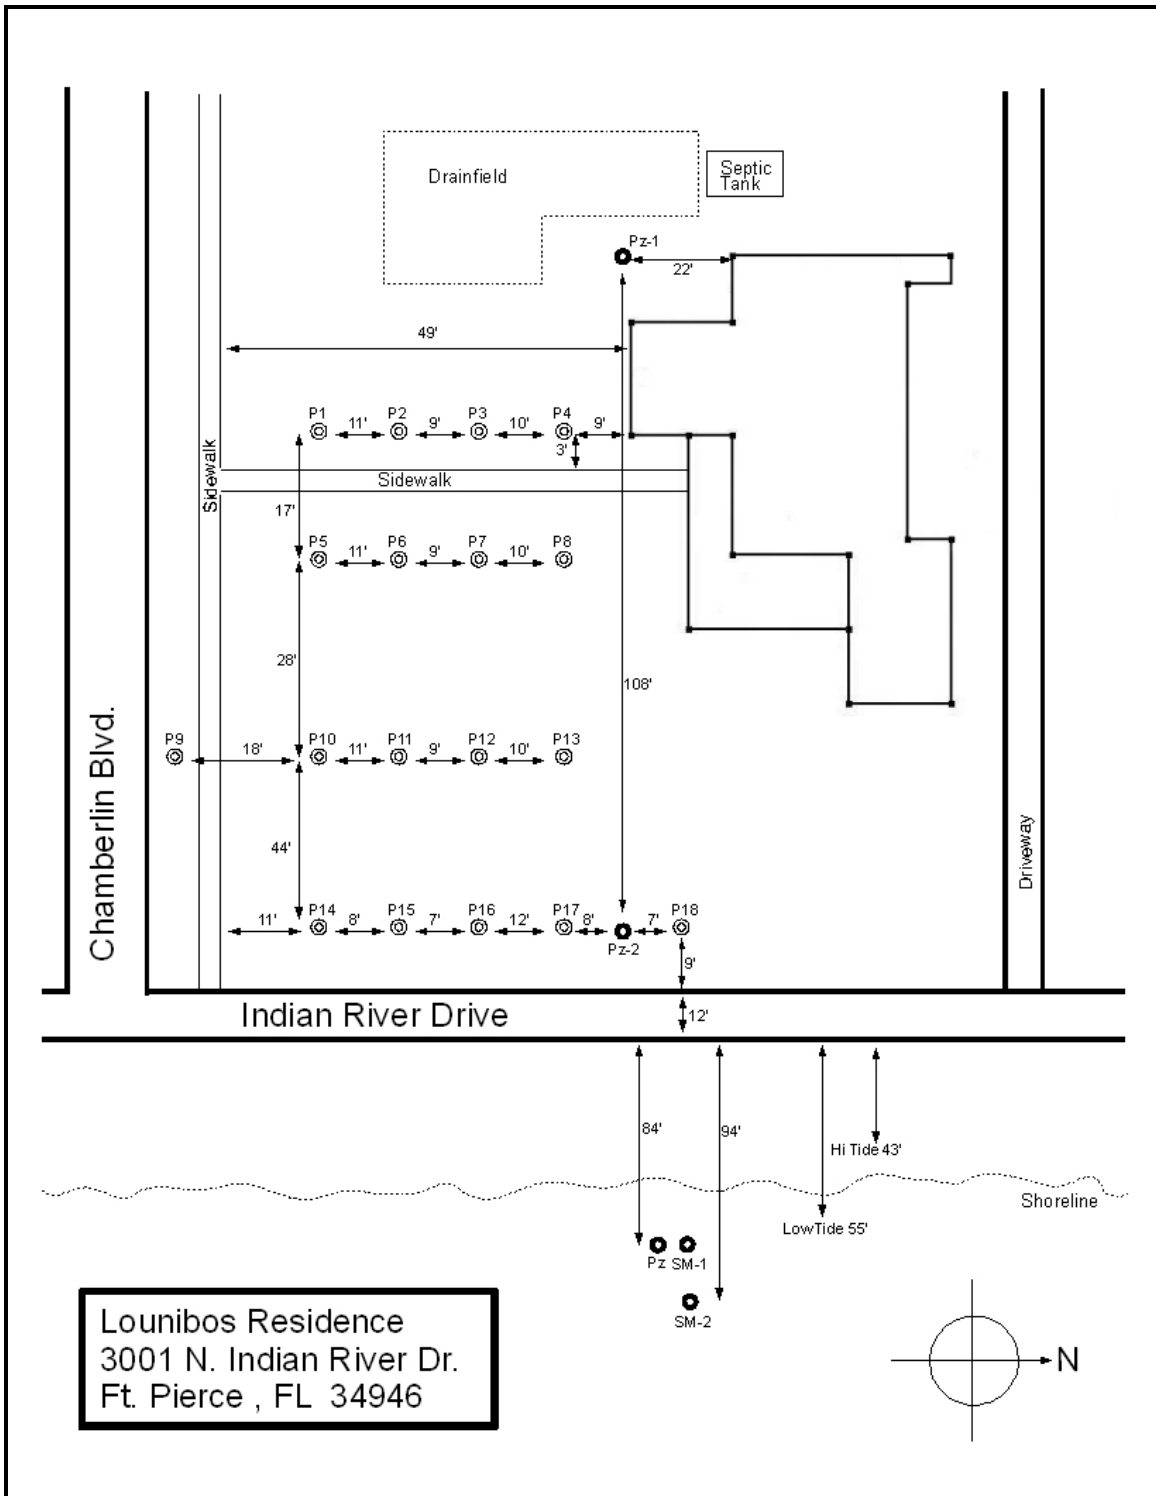 Drainfield
Septic
Tank
Pz-1
22'
49'
P1
11'
P2
9'
P3
10'
P4
9'
3'
Sidewalk
Sidewalk
17'
P5
11'
P6
9'
P7
10'
P8
28'
108'
Chamberlin Blvd.
P9
18'
P10
11'
P11
9'
P12
10'
P13
44'
Driveway
11'
P14
8'
P15
7'
P16
12'
P17
8'
Pz-2
7'
P18
9'
Indian River Drive
12'
84'
94'
Hi Tide 43'
Shoreline
LowTide 55'
Pz
SM-1
SM-2
Lounibos Residence
3001 N. Indian River Dr.
Ft. Pierce , FL 34946
N